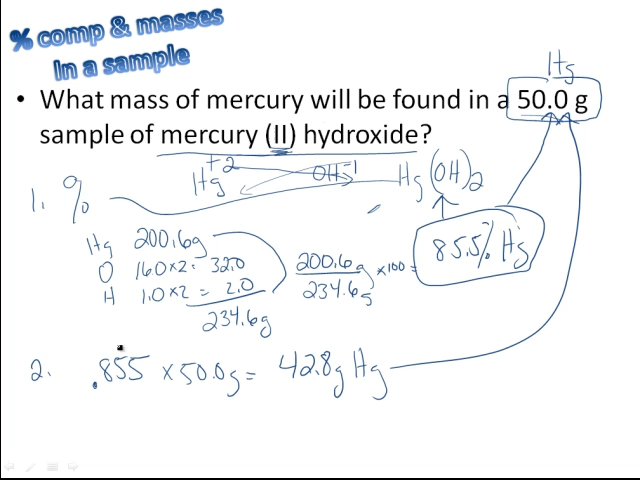 % comp & masses
In a sample
Hg
• What mass of mercury will be found in a 50.0 g
sample of mercury (II) hydroxide?
1. % Hg+2 OH-1 Hg(OH)2
Hg 200.6g
O 16.0×2= 32.0
H 1.0×2 = 2.0
234.6g
200.6g
234.6g
×100 =
85.5% Hg
2. .855 ×50.0g = 42.8g Hg